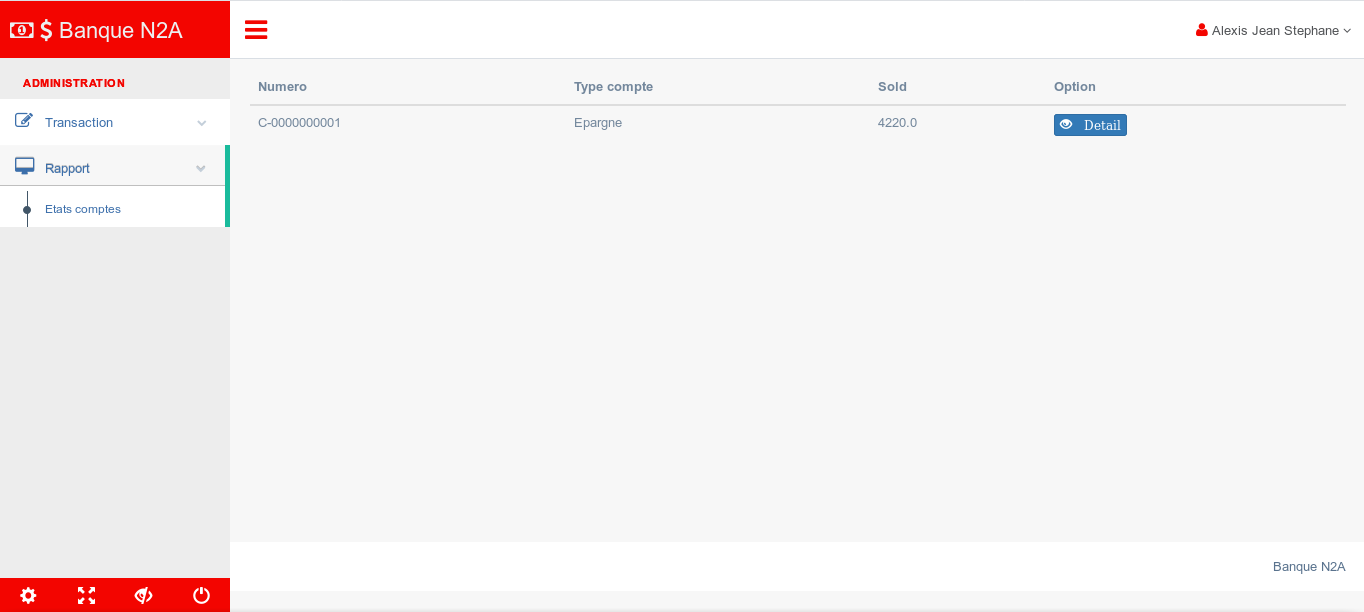 $ Banque N2A
Alexis Jean Stephane
ADMINISTRATION
Transaction
Rapport
Etats comptes
Numero Type compte Sold Option
C-0000000001 Epargne 4220.0 Detail
Banque N2A